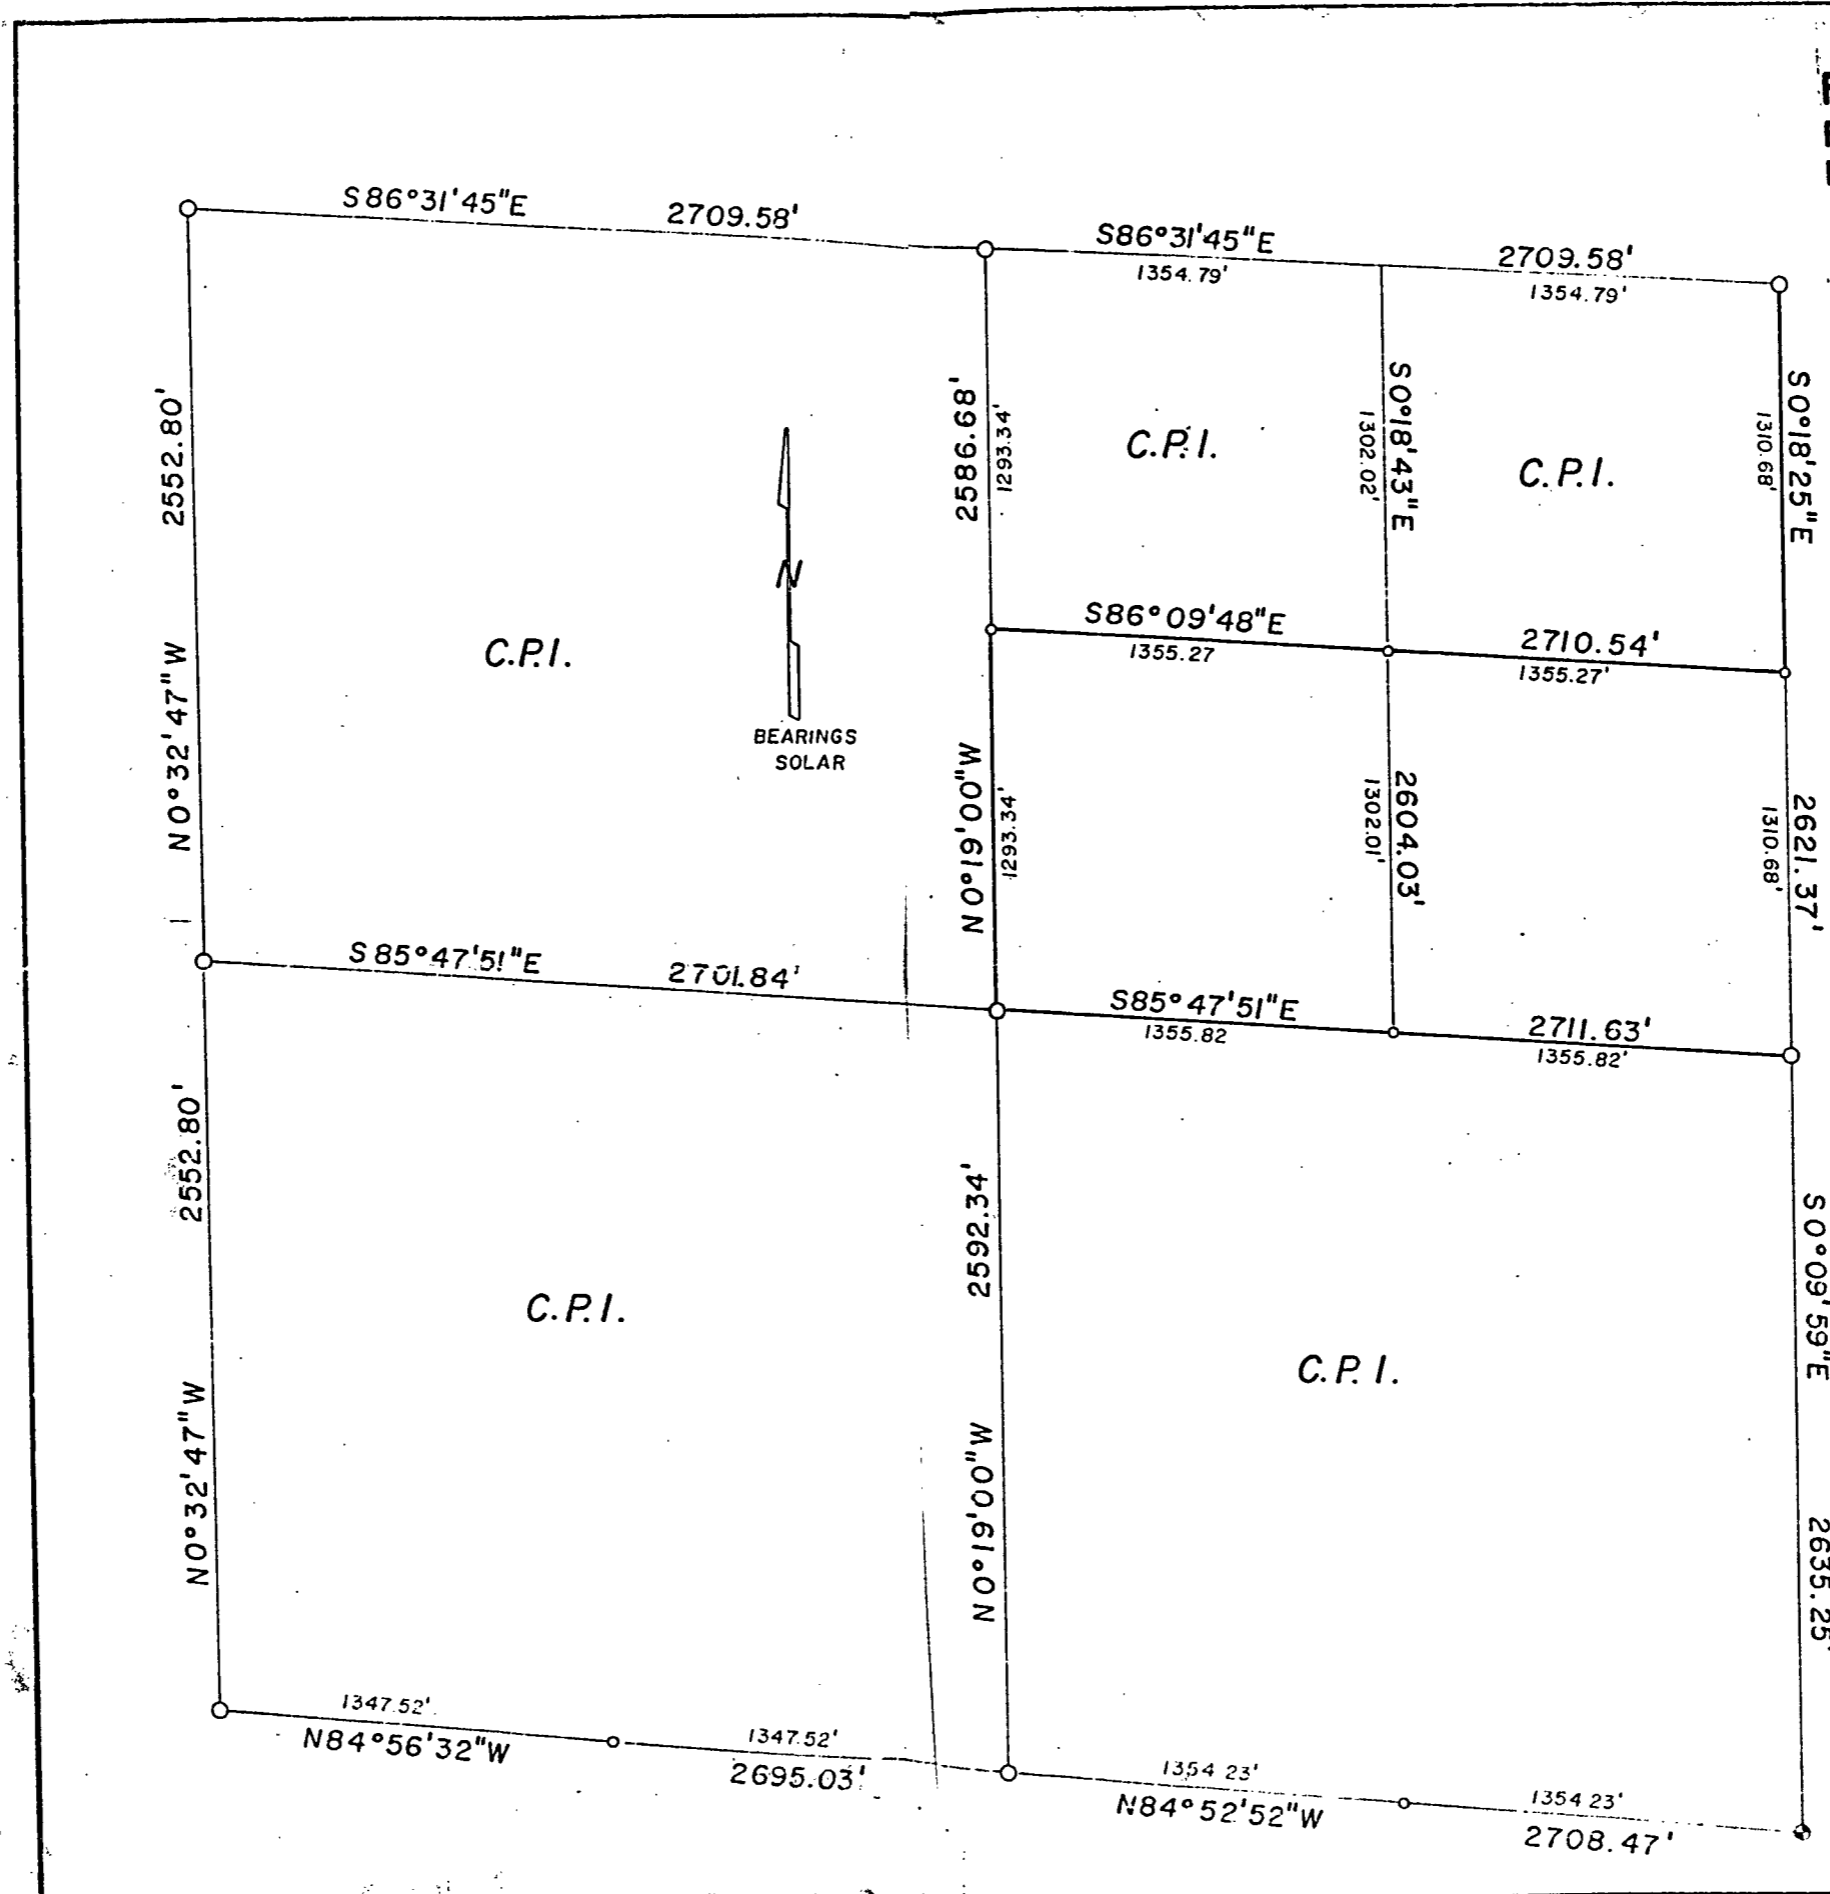 S86°31'45"E 2709.58'
S86°31'45"E 2709.58'
1354.79' 1354.79'
2552.80'
N0°32'47"W
2586.68'
1293.34'
S0°18'43"E
1302.02'
S0°18'25"E
1310.68'
C.P.I.
C.P.I.
C.P.I.
N
BEARINGS
SOLAR
S86°09'48"E 2710.54'
1355.27 1355.27'
N0°19'00"W
1293.34'
2604.03'
1302.01'
2621.37'
1310.68'
S85°47'51"E 2701.84'
S85°47'51"E 2711.63'
1355.82 1355.82'
2552.80'
N0°32'47"W
2592.34'
N0°19'00"W
S0°09'59"E
2635.25'
C.P.I.
C.P.I.
1347.52' 1347.52'
N84°56'32"W 2695.03'
1354.23' 1354.23'
N84°52'52"W 2708.47'